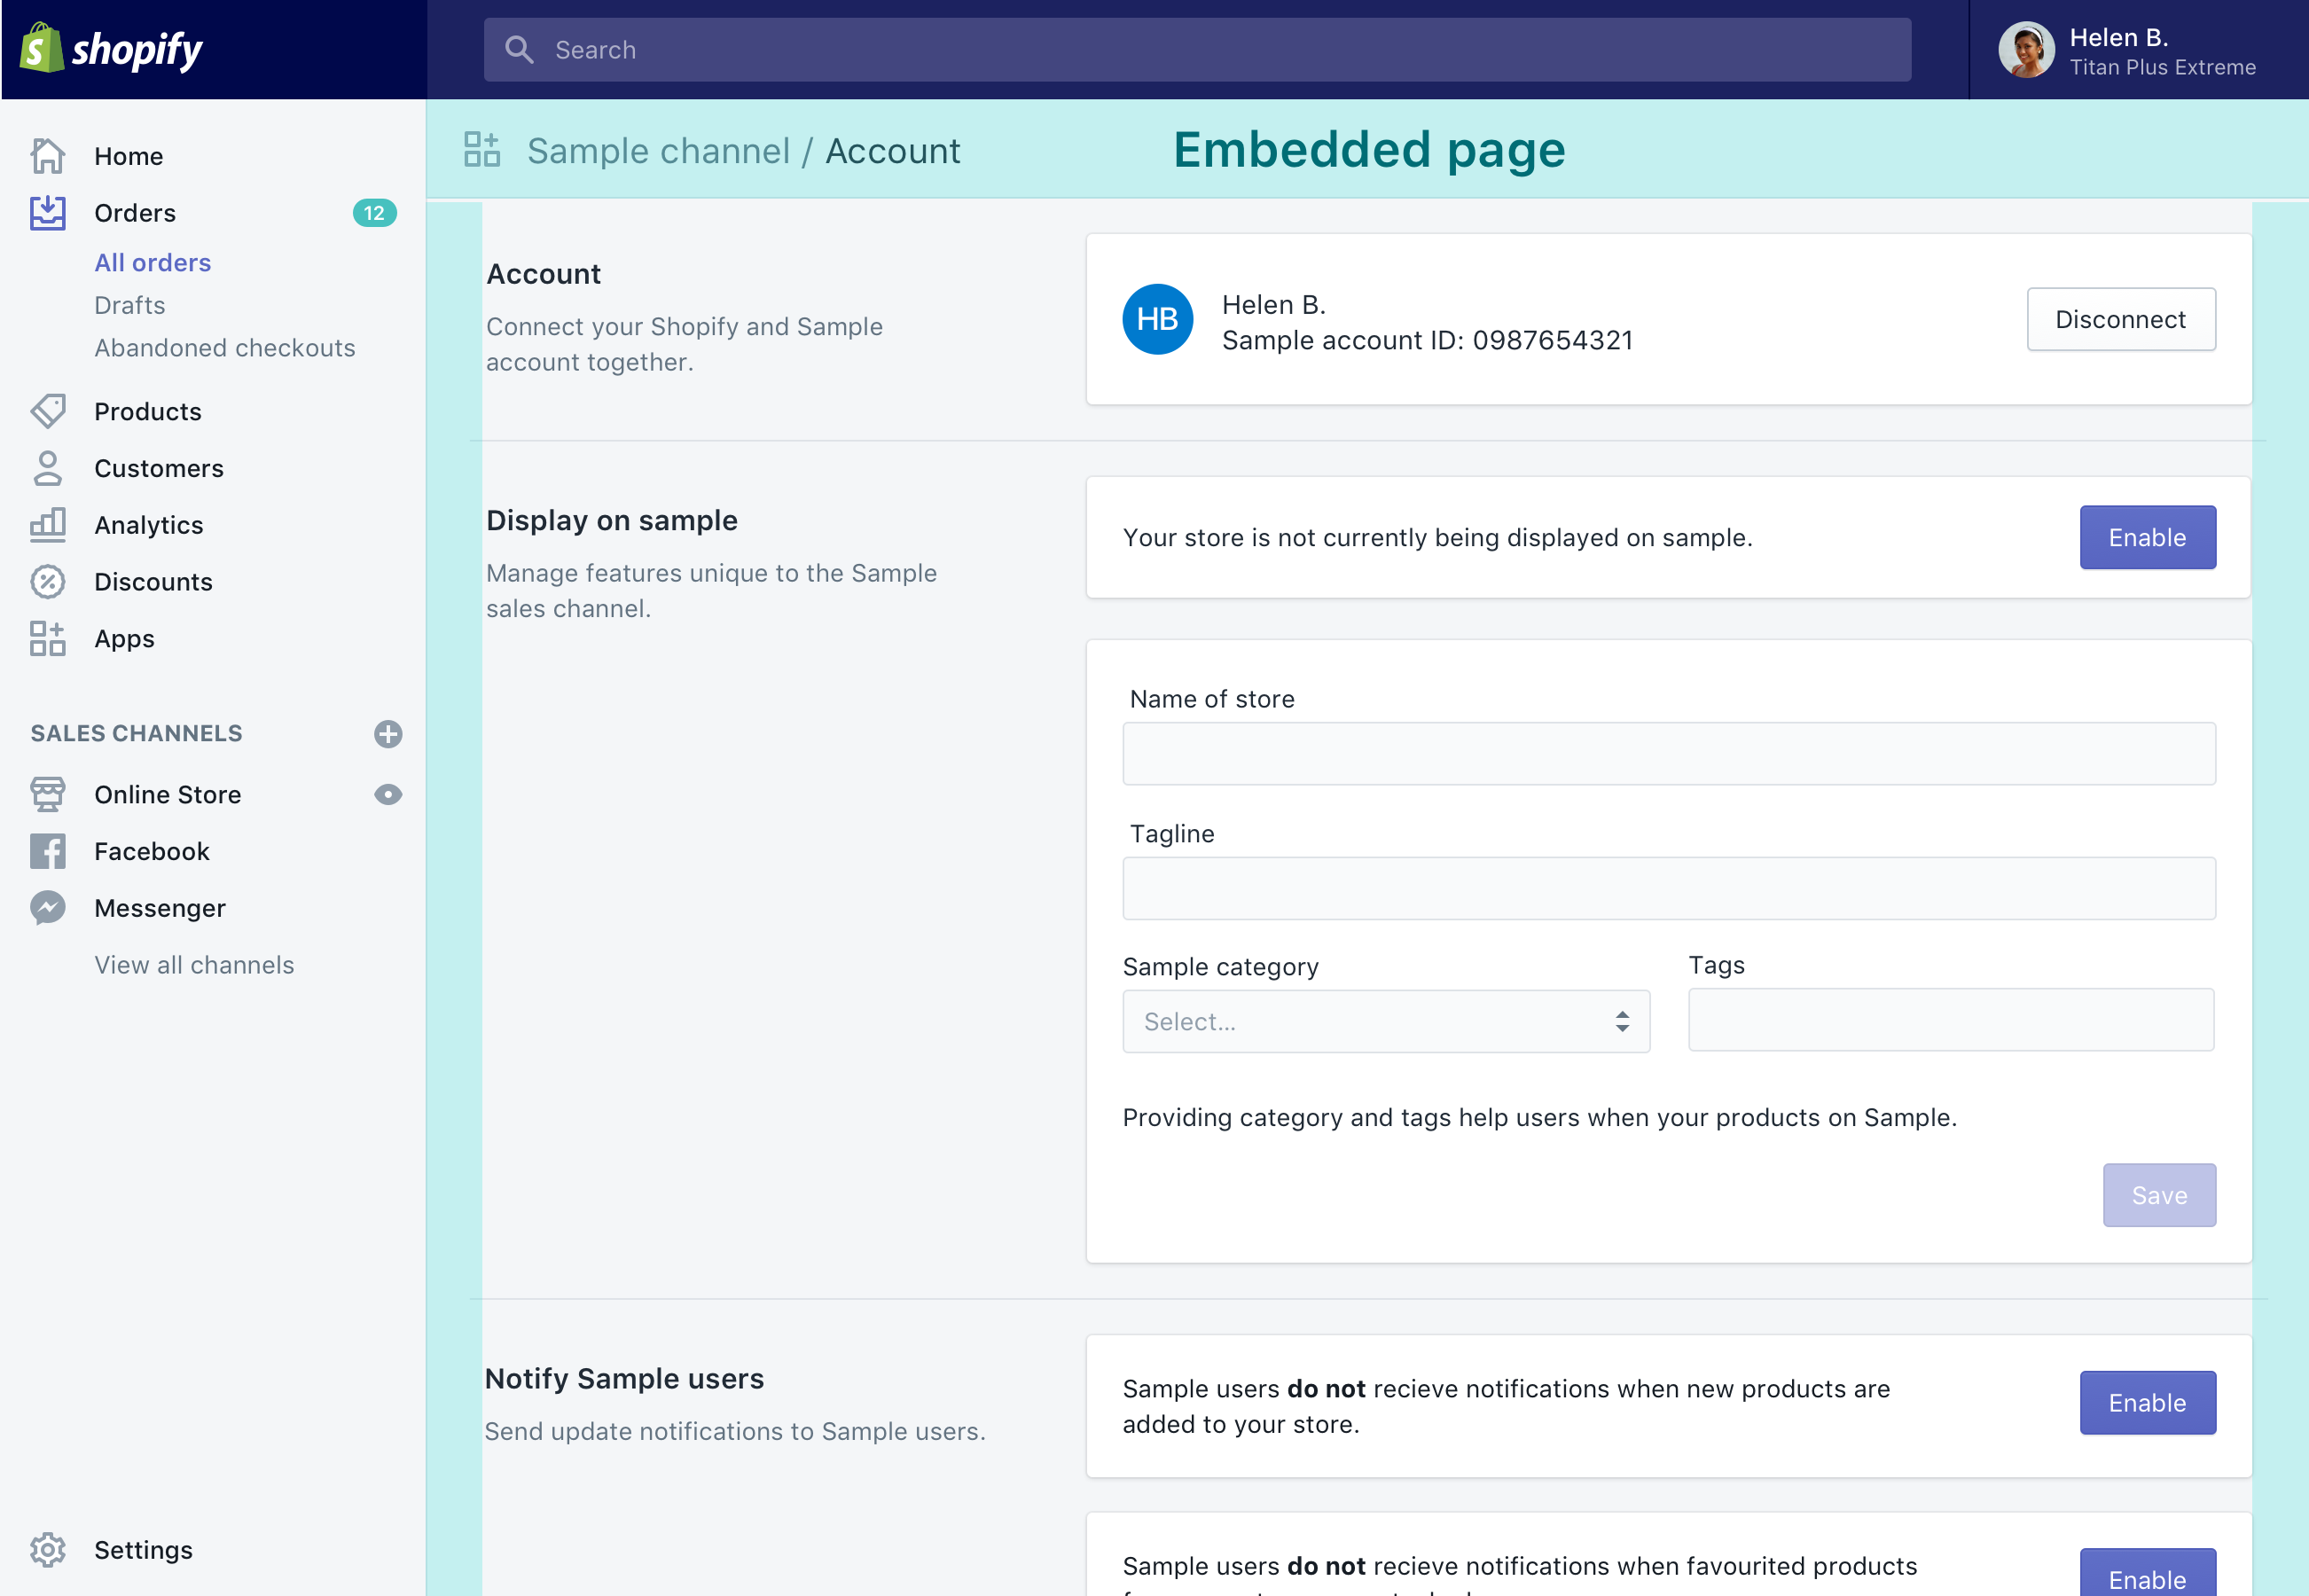 shopify
Search
Helen B.
Titan Plus Extreme
Home
Orders
12
All orders
Drafts
Abandoned checkouts
Products
Customers
Analytics
Discounts
Apps
SALES CHANNELS
Online Store
Facebook
Messenger
View all channels
Settings
Sample channel / Account
Embedded page
Account
Connect your Shopify and Sample
account together.
HB
Helen B.
Sample account ID: 0987654321
Disconnect
Display on sample
Manage features unique to the Sample
sales channel.
Your store is not currently being displayed on sample.
Enable
Name of store
Tagline
Sample category
Select...
Tags
Providing category and tags help users when your products on Sample.
Save
Notify Sample users
Send update notifications to Sample users.
Sample users do not recieve notifications when new products are
added to your store.
Enable
Sample users do not recieve notifications when favourited products
Enable